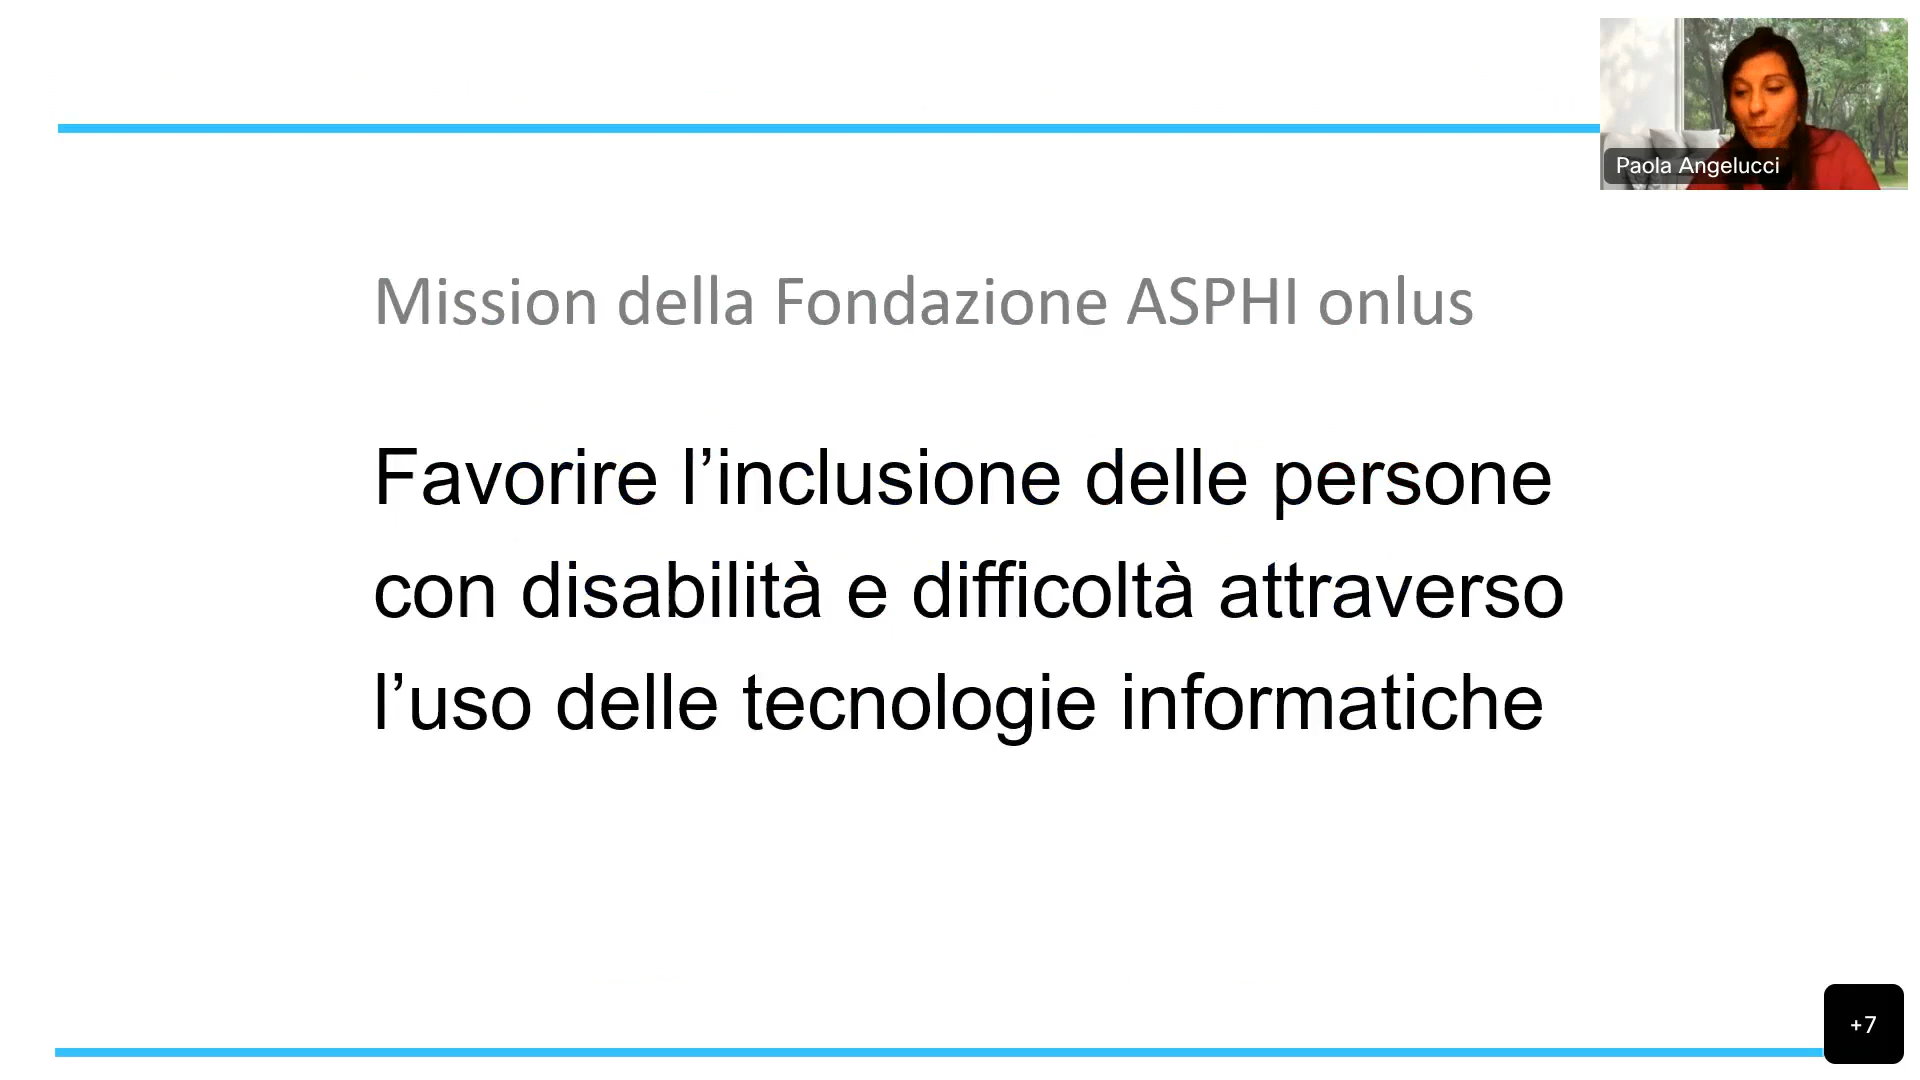 Paola Angelucci
Mission della Fondazione ASPHI onlus
Favorire l’inclusione delle persone
con disabilità e difficoltà attraverso
l’uso delle tecnologie informatiche
+7